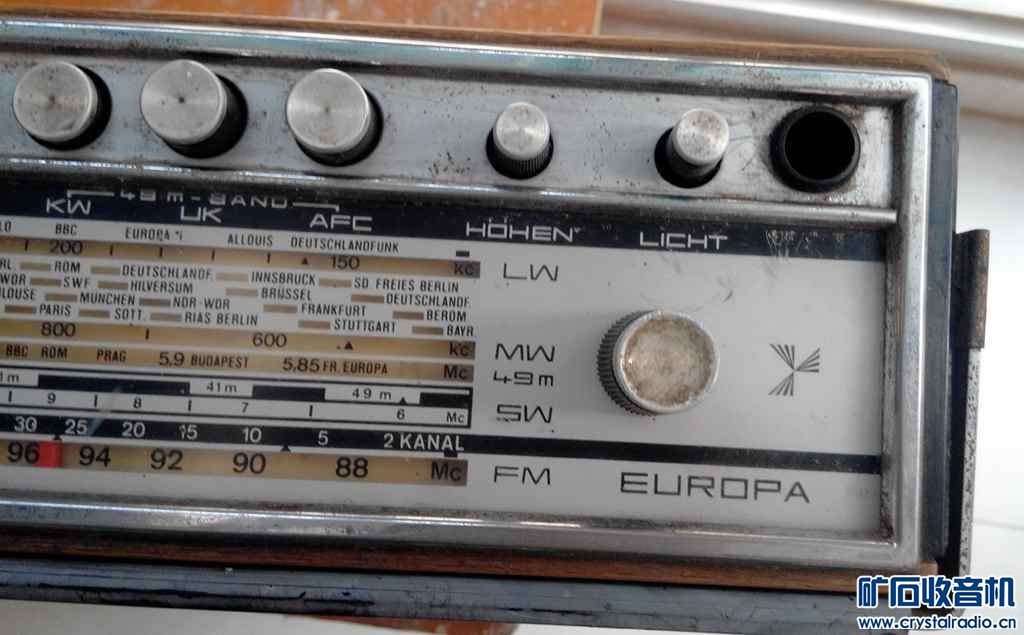 49m-BAND
KW UK AFC HÖHEN LICHT
BBC EUROPA 1 ALLOUIS DEUTSCHLANDFUNK
200 150 kc LW
ROM DEUTSCHLANDF. INNSBRUCK SD. FREIES BERLIN
SWF. HILVERSUM BRÜSSEL DEUTSCHLANDF.
MÜNCHEN NDR-WDR FRANKFURT BEROM
PARIS SOTT. RIAS BERLIN STUTTGART BAYR.
800 600 kc MW
BBC ROM PRAG 5,9 BUDAPEST 5,85 FR. EUROPA Mc 49m
41m 49m
9 8 7 6 Mc SW
30 25 20 15 10 5 2 KANAL
96 94 92 90 88 Mc FM
EUROPA
矿石收音机
www.crystalradio.cn